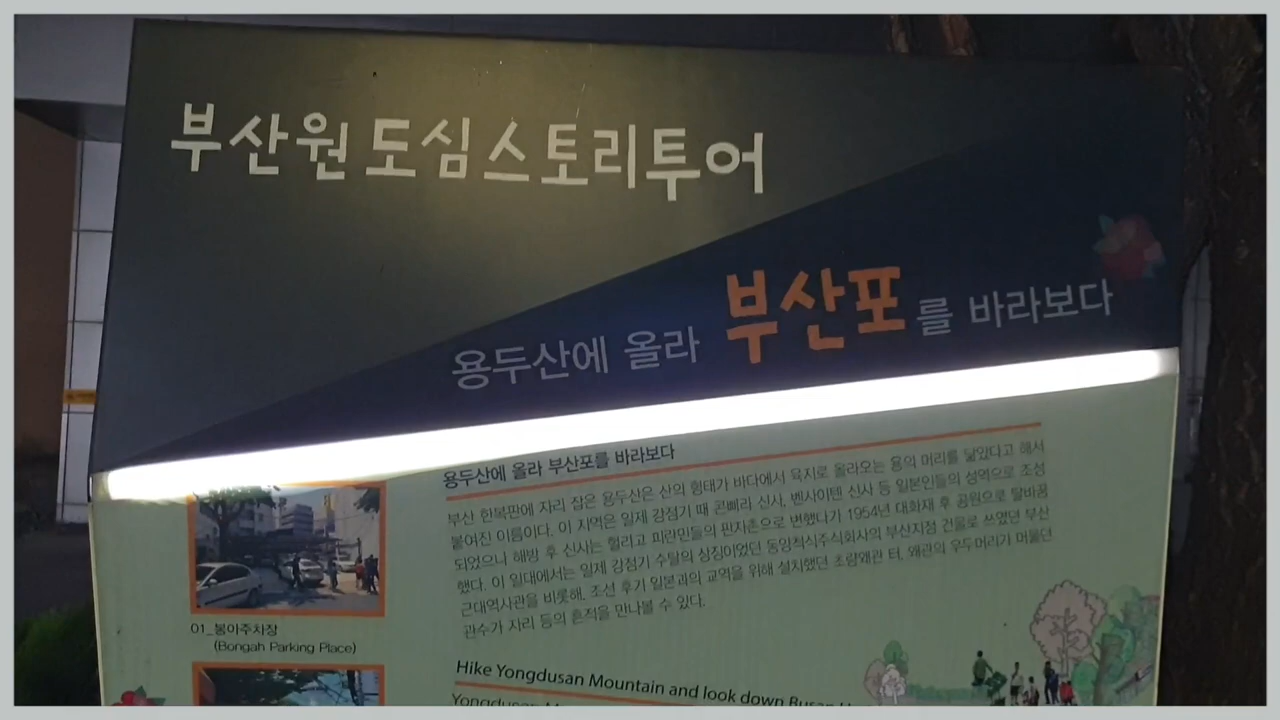 부산원도심스토리투어
용두산에 올라 부산포를 바라보다
용두산에 올라 부산포를 바라보다
부산 한복판에 자리 잡은 용두산은 산의 형태가 바다에서 육지로 올라오는 용의 머리를 닮았다고 해서
붙여진 이름이다. 이 지역은 일제 강점기 때 곤삐라 신사, 벤사이텐 신사 등 일본인들의 성역으로 조성
되었으니 해방 후 신사는 헐리고 피란민들의 판자촌으로 변했다가 1954년 대화재 후 공원으로 탈바꿈
했다. 이 일대에서는 일제 강점기 수탈의 상징이었던 동양척식주식회사의 부산지점 건물로 쓰였던 부산
근대역사관을 비롯해, 조선 후기 일본과의 교역을 위해 설치했던 초량왜관 터, 왜관의 우두머리가 머물던
관수가 자리 등의 흔적을 만나볼 수 있다.
01_봉아주차장
(Bongah Parking Place)
Hike Yongdusan Mountain and look down Busan
Yongdusan